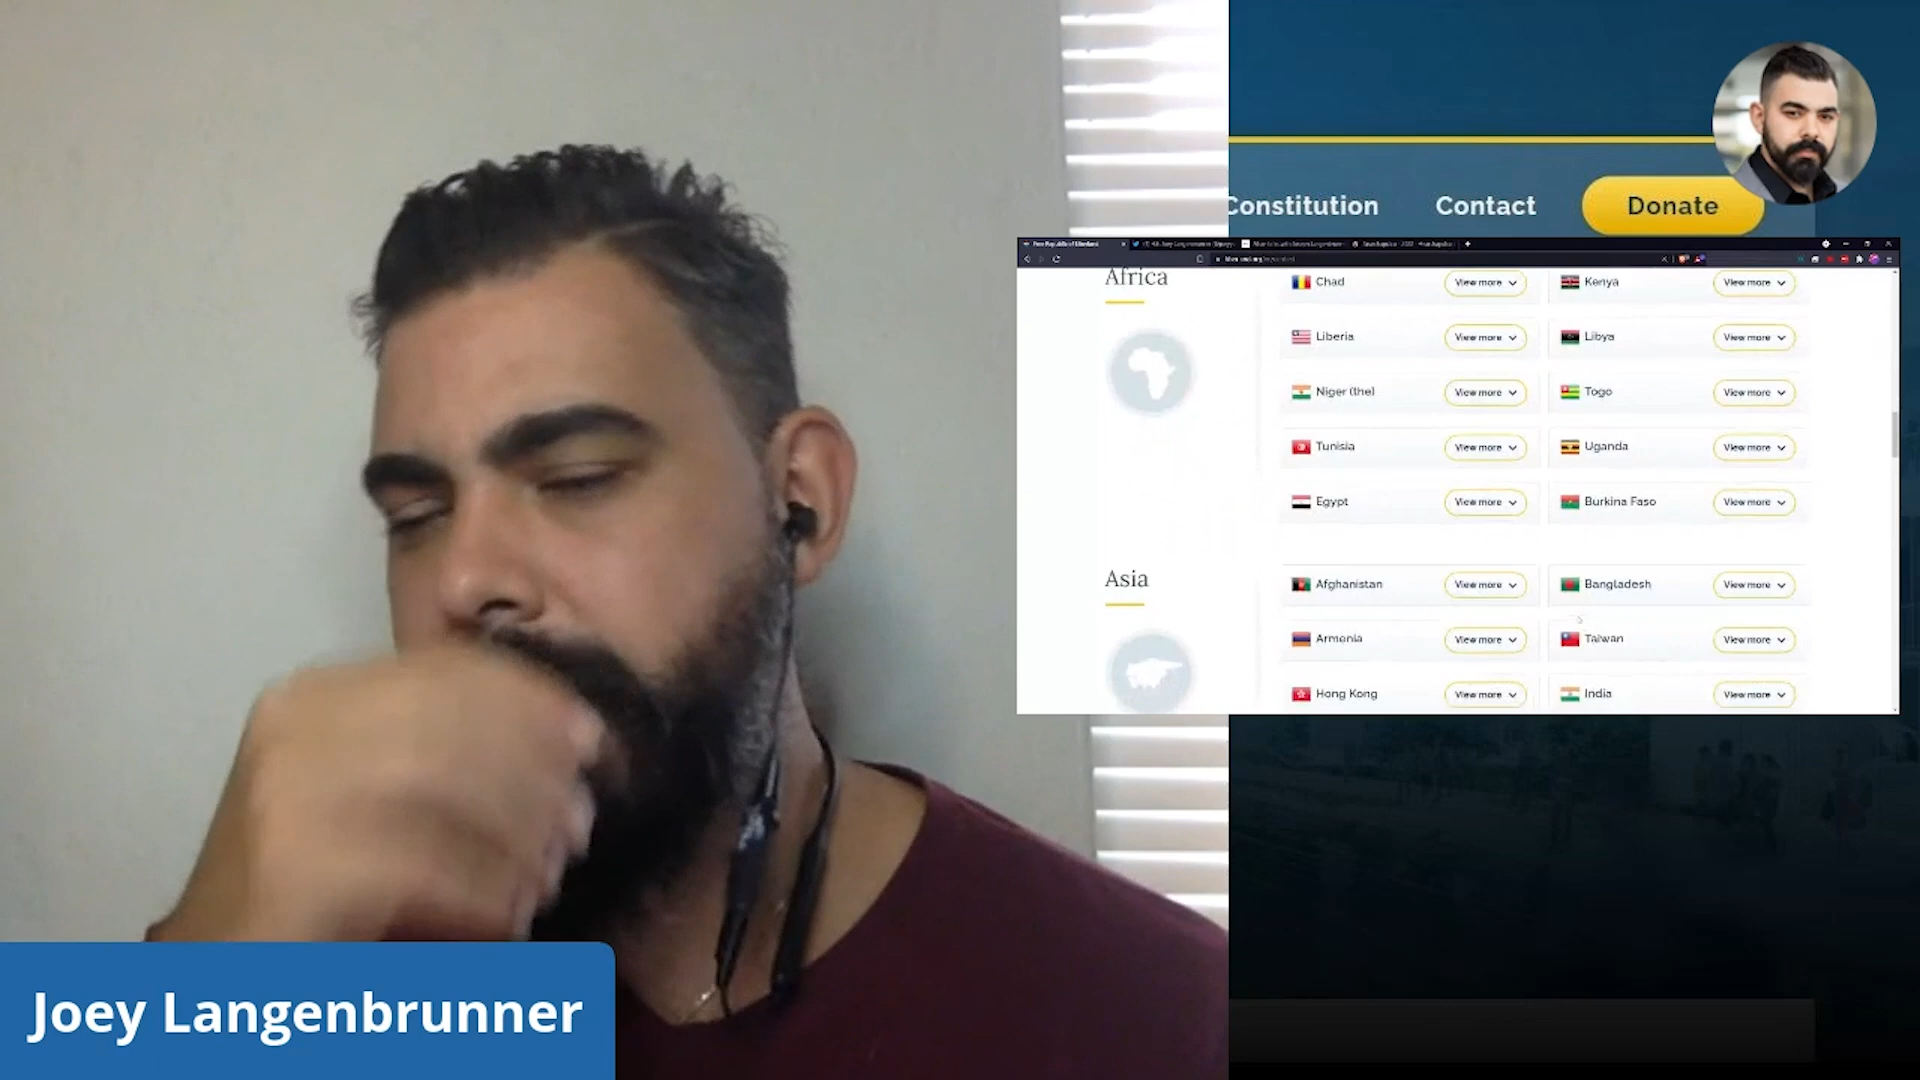 Constitution
Contact
Donate
Africa
Chad
View more
Kenya
View more
Liberia
View more
Libya
View more
Niger (the)
View more
Togo
View more
Tunisia
View more
Uganda
View more
Egypt
View more
Burkina Faso
View more
Asia
Afghanistan
View more
Bangladesh
View more
Armenia
View more
Taiwan
View more
Hong Kong
View more
India
View more
Joey Langenbrunner